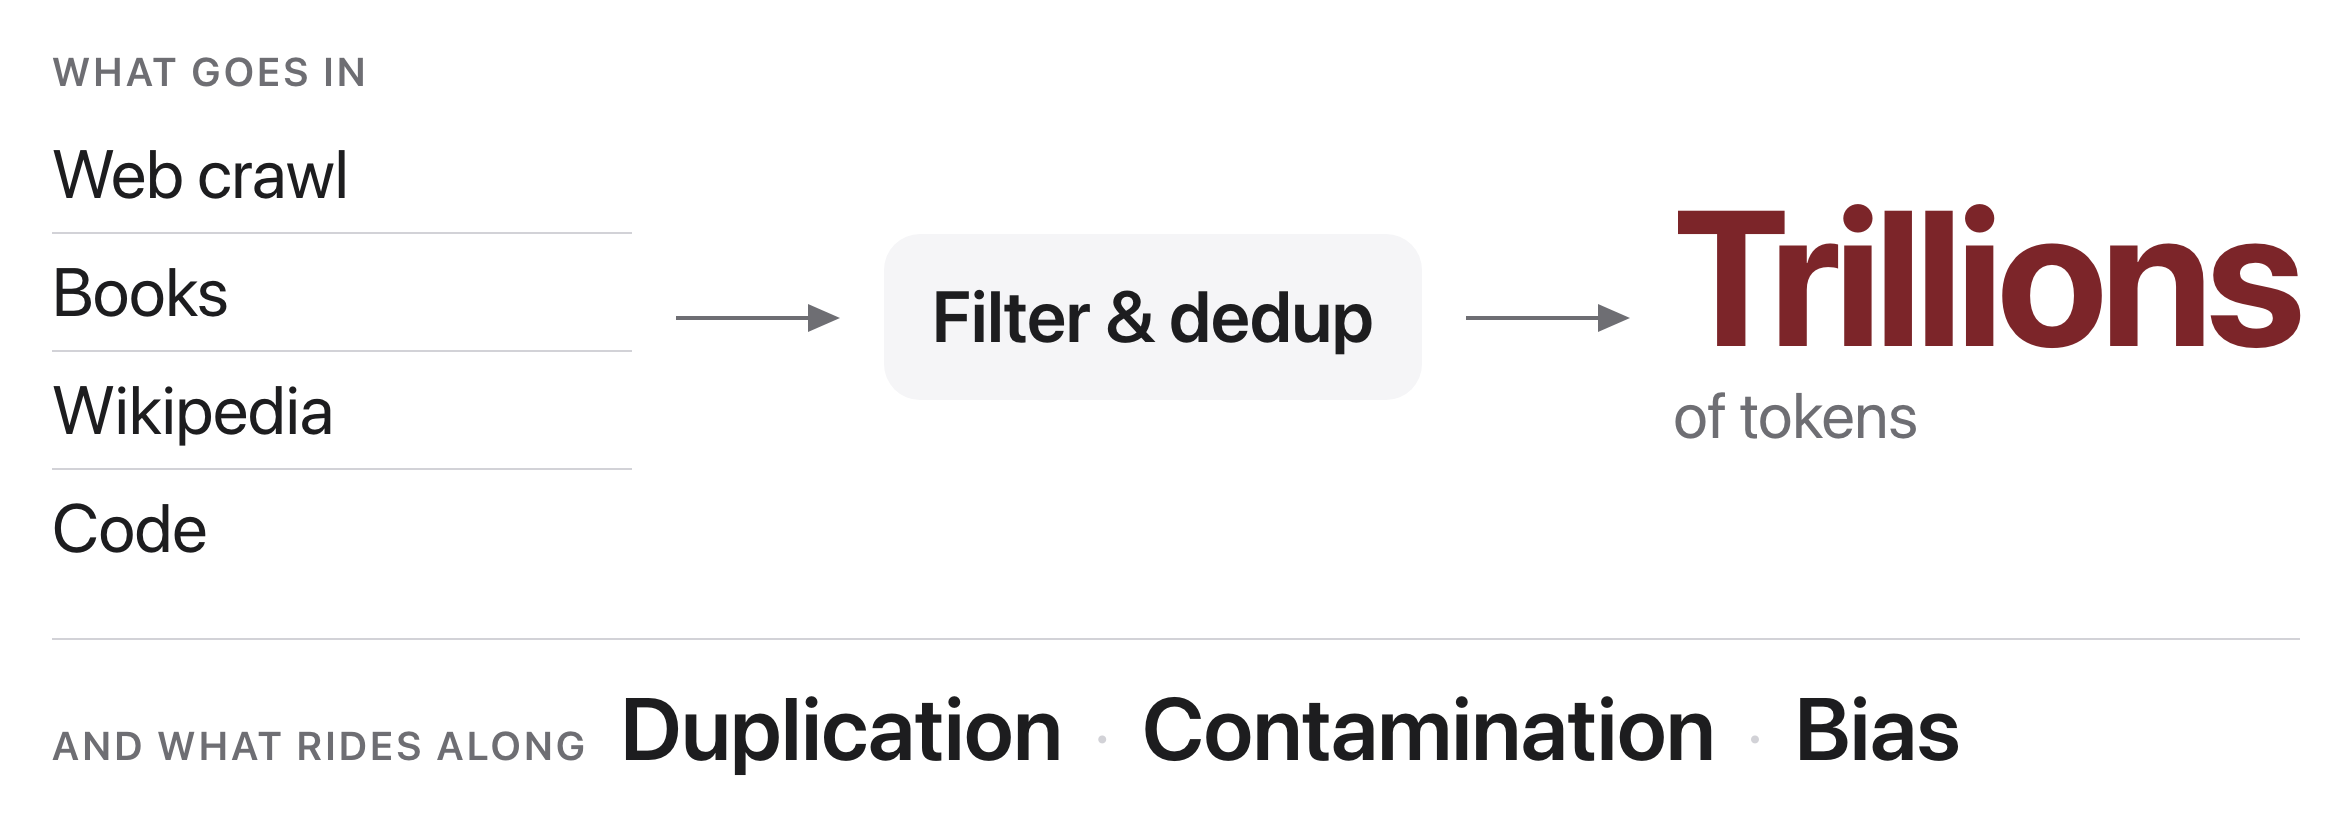 WHAT GOES IN
Web crawl
Books
Wikipedia
Code
Filter & dedup
Trillions
of tokens
AND WHAT RIDES ALONG Duplication · Contamination · Bias